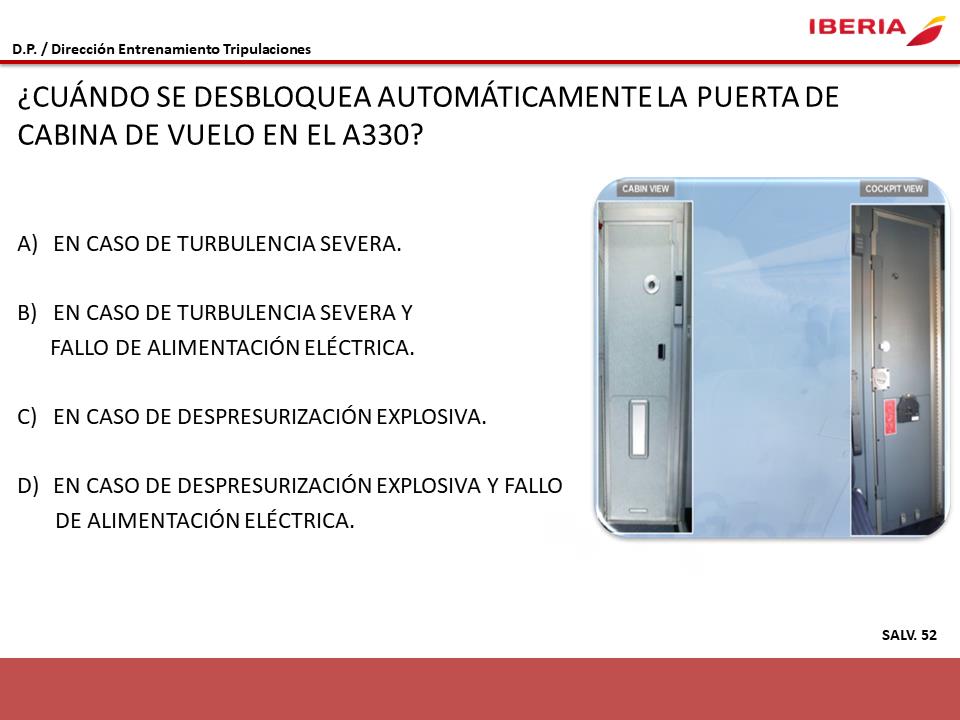 IBERIA
D.P. / Dirección Entrenamiento Tripulaciones
¿CUÁNDO SE DESBLOQUEA AUTOMÁTICAMENTE LA PUERTA DE
CABINA DE VUELO EN EL A330?
CABIN VIEW
COCKPIT VIEW
A) EN CASO DE TURBULENCIA SEVERA.
B) EN CASO DE TURBULENCIA SEVERA Y
FALLO DE ALIMENTACIÓN ELÉCTRICA.
C) EN CASO DE DESPRESURIZACIÓN EXPLOSIVA.
D) EN CASO DE DESPRESURIZACIÓN EXPLOSIVA Y FALLO
DE ALIMENTACIÓN ELÉCTRICA.
SALV. 52